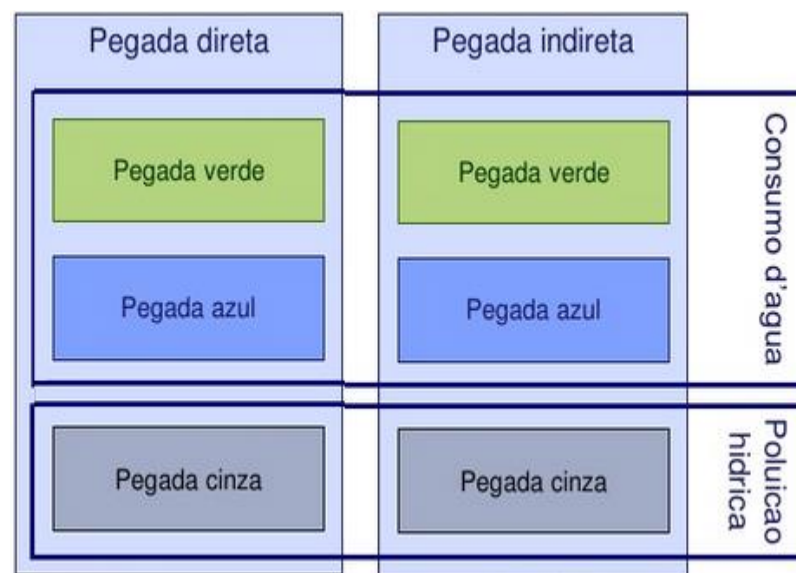 Pegada direta
Pegada indireta
Pegada verde
Pegada verde
Pegada azul
Pegada azul
Consumo d'agua
Pegada cinza
Pegada cinza
Poluicao
hidrica